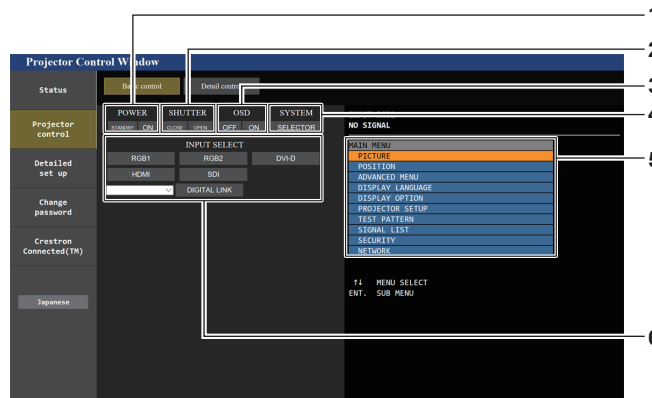 1
Projector Control Window
2
Status
Basic control
Detail control
3
POWER
SHUTTER
OSD
SYSTEM
4
STANDBY
ON
CLOSE
OPEN
OFF
ON
SELECTOR
Projector
control
NO SIGNAL
INPUT SELECT
MAIN MENU
RGB1
RGB2
DVI-D
PICTURE
5
HDMI
SDI
POSITION
DIGITAL LINK
ADVANCED MENU
DISPLAY LANGUAGE
DISPLAY OPTION
PROJECTOR SETUP
TEST PATTERN
SIGNAL LIST
SECURITY
NETWORK
Detailed
set up
Change
password
Crestron
Connected(TM)
↑↓ MENU SELECT
ENT. SUB MENU
Japanese
6